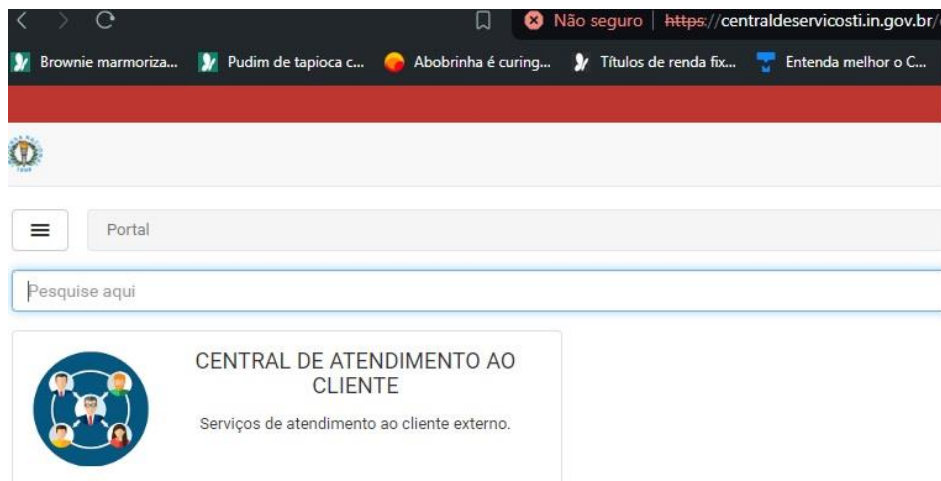 Não seguro | https://centraldeservicosti.in.gov.br/
Brownie marmoriza... Pudim de tapioca c... Abobrinha é curing... Títulos de renda fix... Entenda melhor o C...
Portal
Pesquise aqui
CENTRAL DE ATENDIMENTO AO
CLIENTE
Serviços de atendimento ao cliente externo.